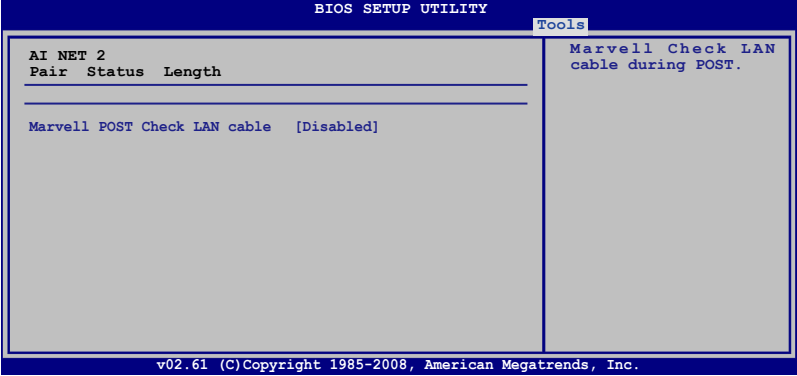 BIOS SETUP UTILITY
Tools
AI NET 2
Pair Status Length
Marvell POST Check LAN cable [Disabled]
Marvell Check LAN
cable during POST.
v02.61 (C)Copyright 1985-2008, American Megatrends, Inc.